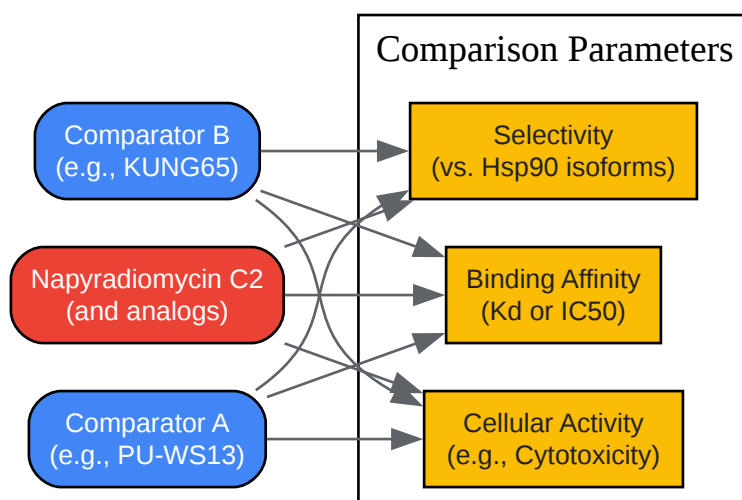 Comparison Parameters
Comparator B
(e.g., KUNG65)
Selectivity
(vs. Hsp90 isoforms)
Napyradiomycin C2
(and analogs)
Binding Affinity
(Kd or IC50)
Comparator A
(e.g., PU-WS13)
Cellular Activity
(e.g., Cytotoxicity)